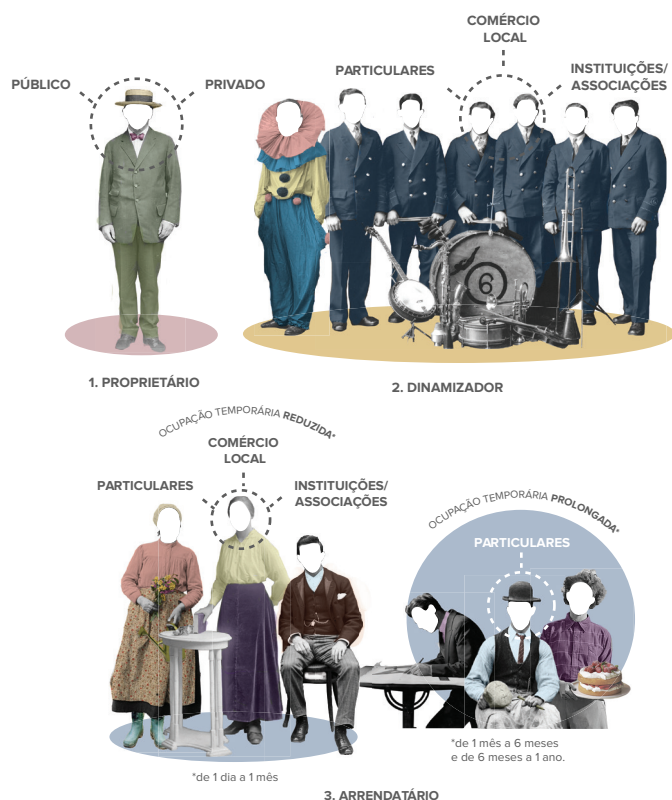 PÚBLICO
PRIVADO
1. PROPRIETÁRIO
COMÉRCIO
LOCAL
PARTICULARES
INSTITUIÇÕES/
ASSOCIAÇÕES
6
2. DINAMIZADOR
OCUPAÇÃO TEMPORÁRIA REDUZIDA*
COMÉRCIO
LOCAL
PARTICULARES
INSTITUIÇÕES/
ASSOCIAÇÕES
*de 1 dia a 1 mês
OCUPAÇÃO TEMPORÁRIA PROLONGADA*
PARTICULARES
*de 1 mês a 6 meses
e de 6 meses a 1 ano.
3. ARRENDATÁRIO